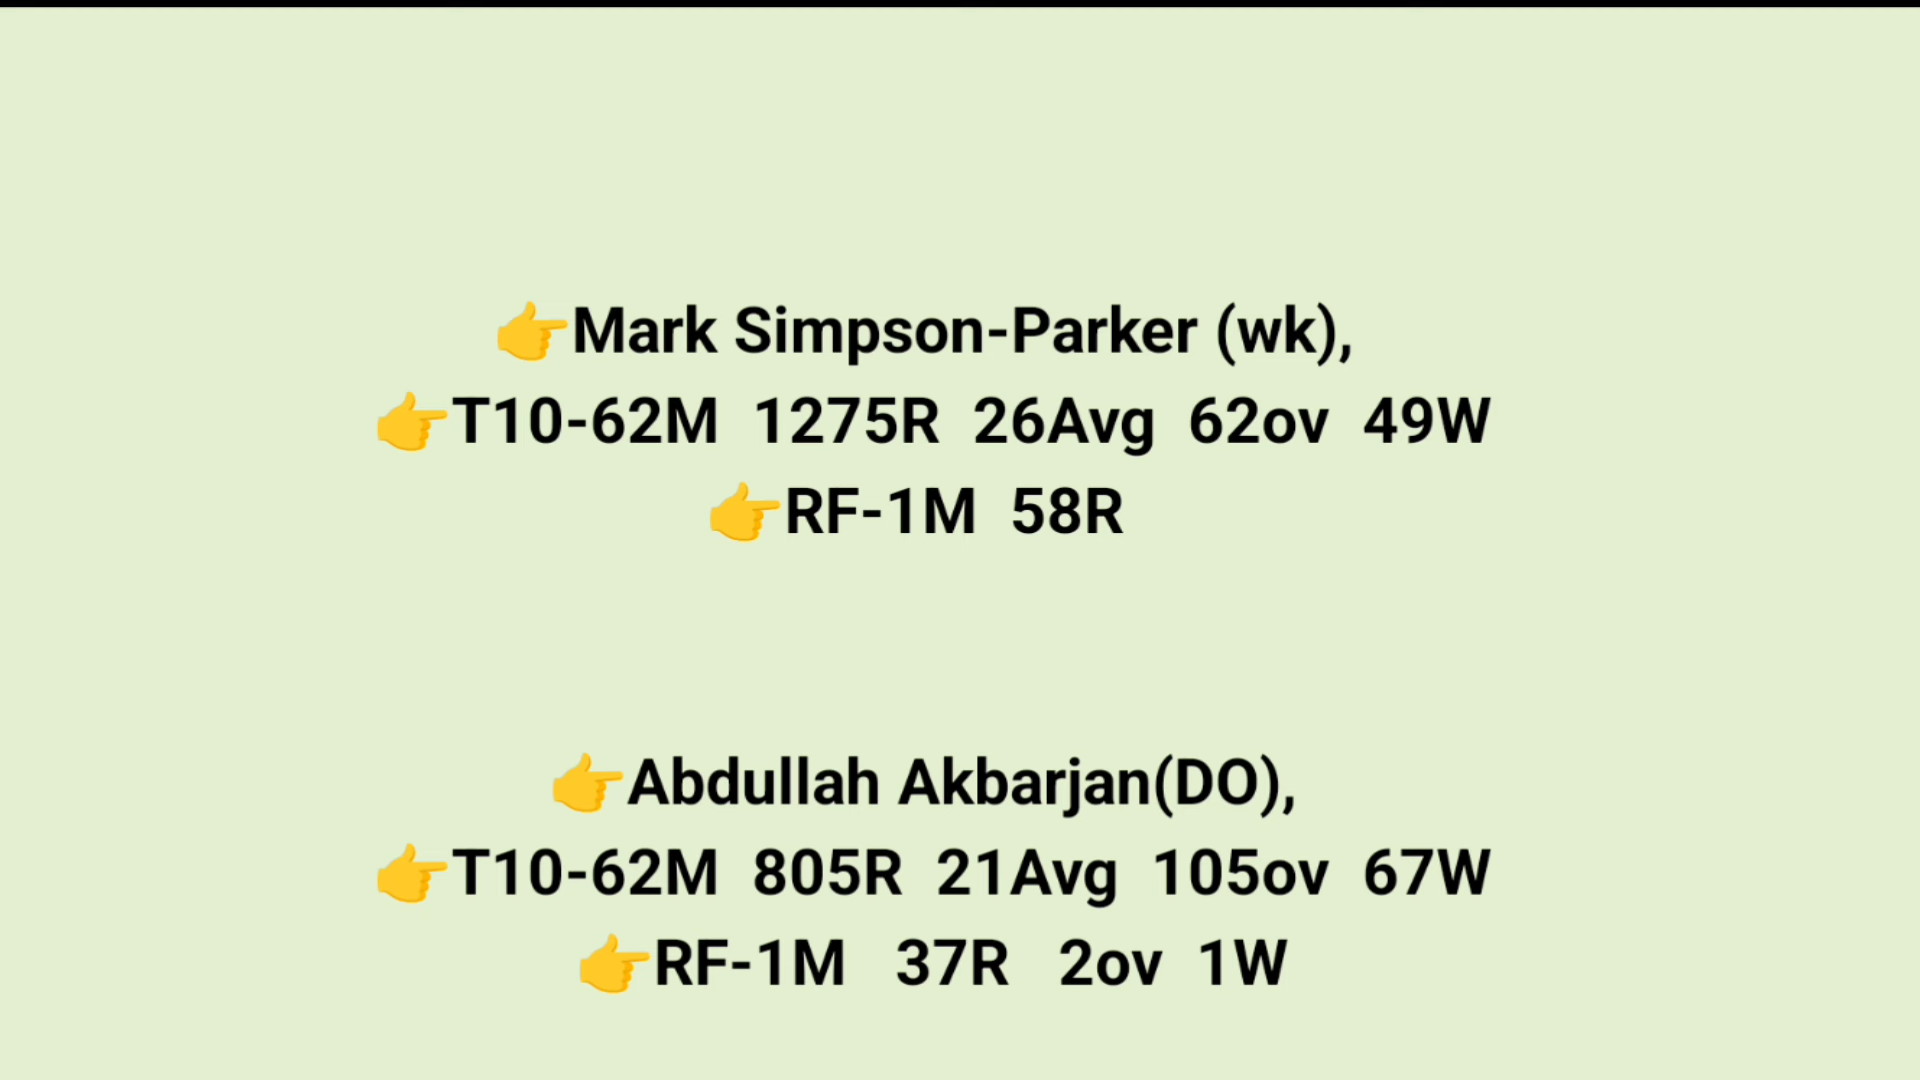 👉Mark Simpson-Parker (wk),
👉T10-62M 1275R 26Avg 62ov 49W
👉RF-1M 58R
👉Abdullah Akbarjan(DO),
👉T10-62M 805R 21Avg 105ov 67W
👉RF-1M 37R 2ov 1W